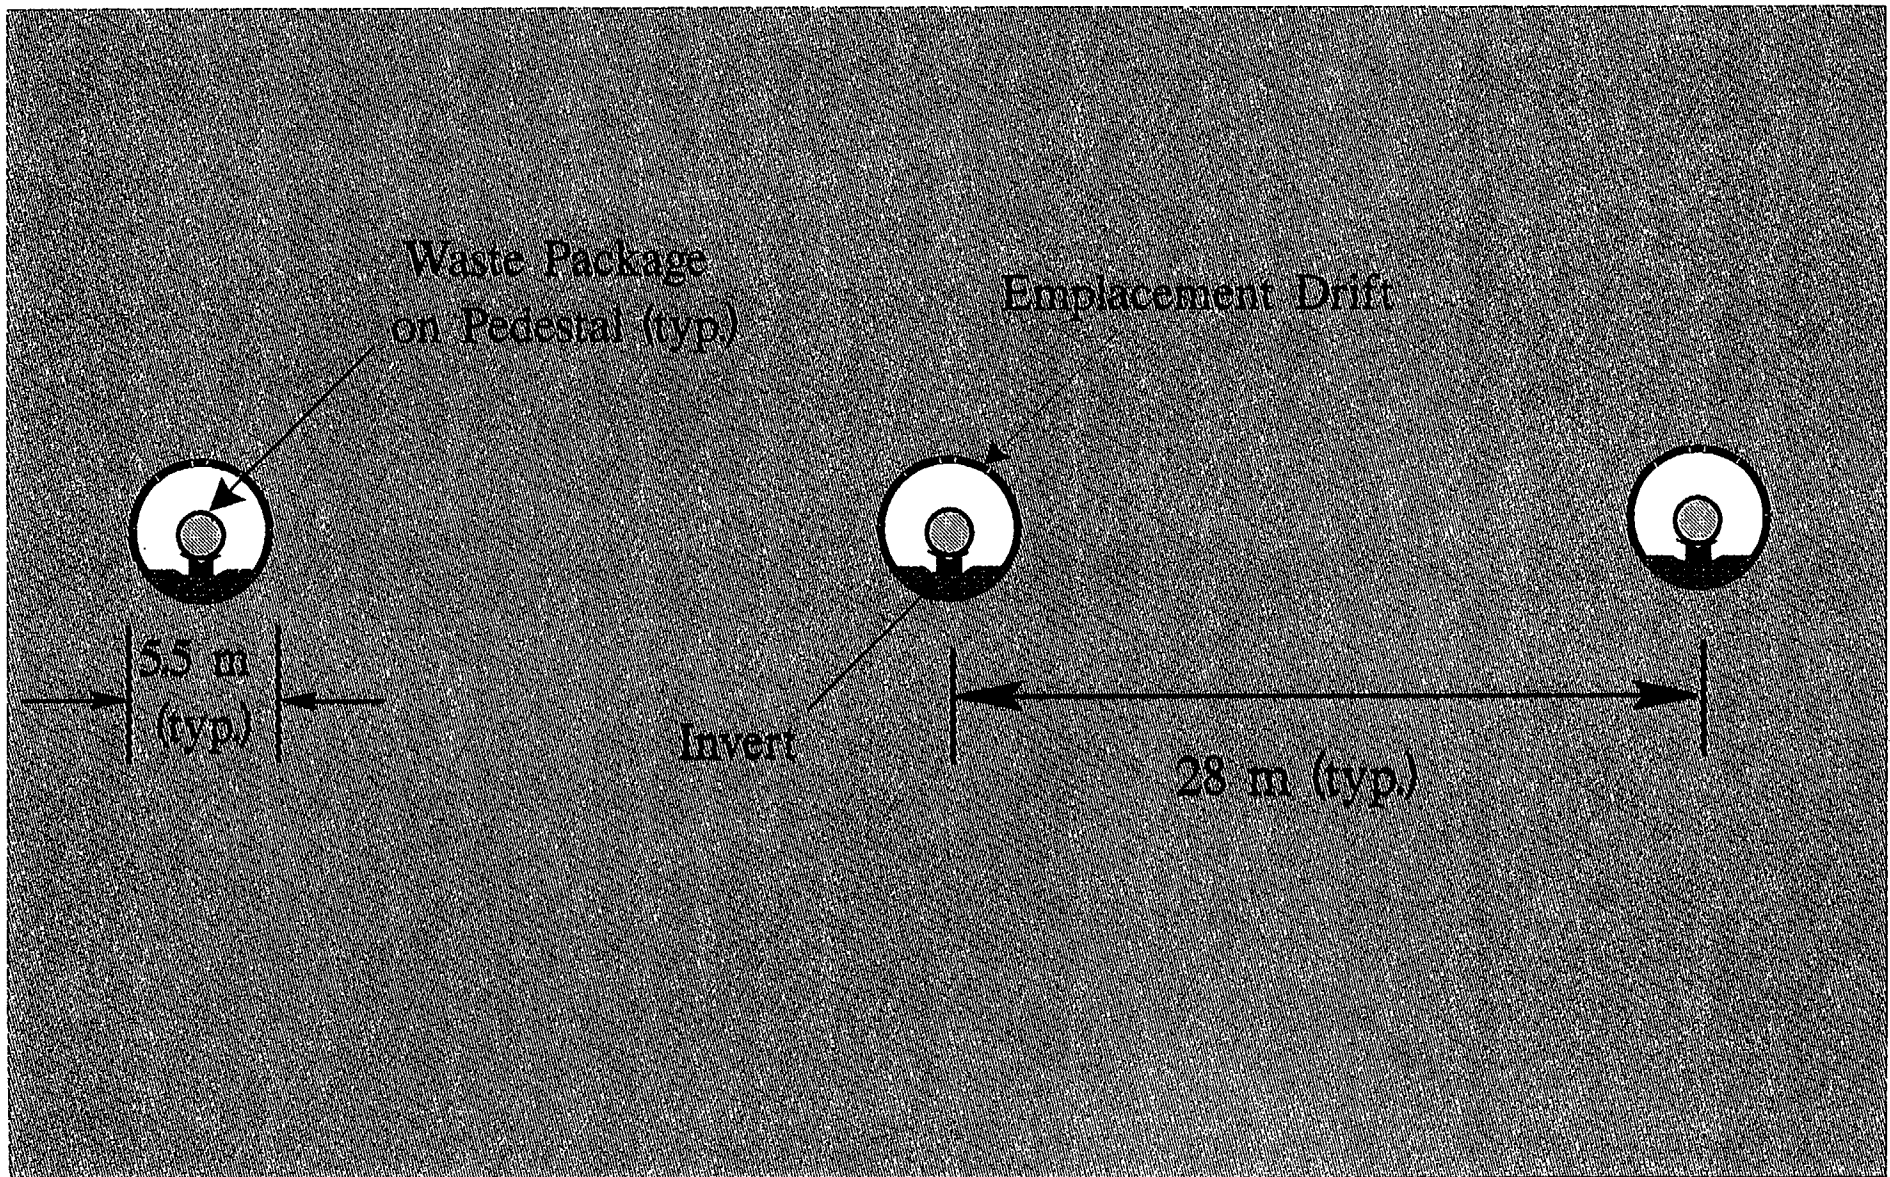 Waste Package
on Pedestal (typ.)
Emplacement Drift
5.5 m
(typ.)
Invert
28 m (typ.)